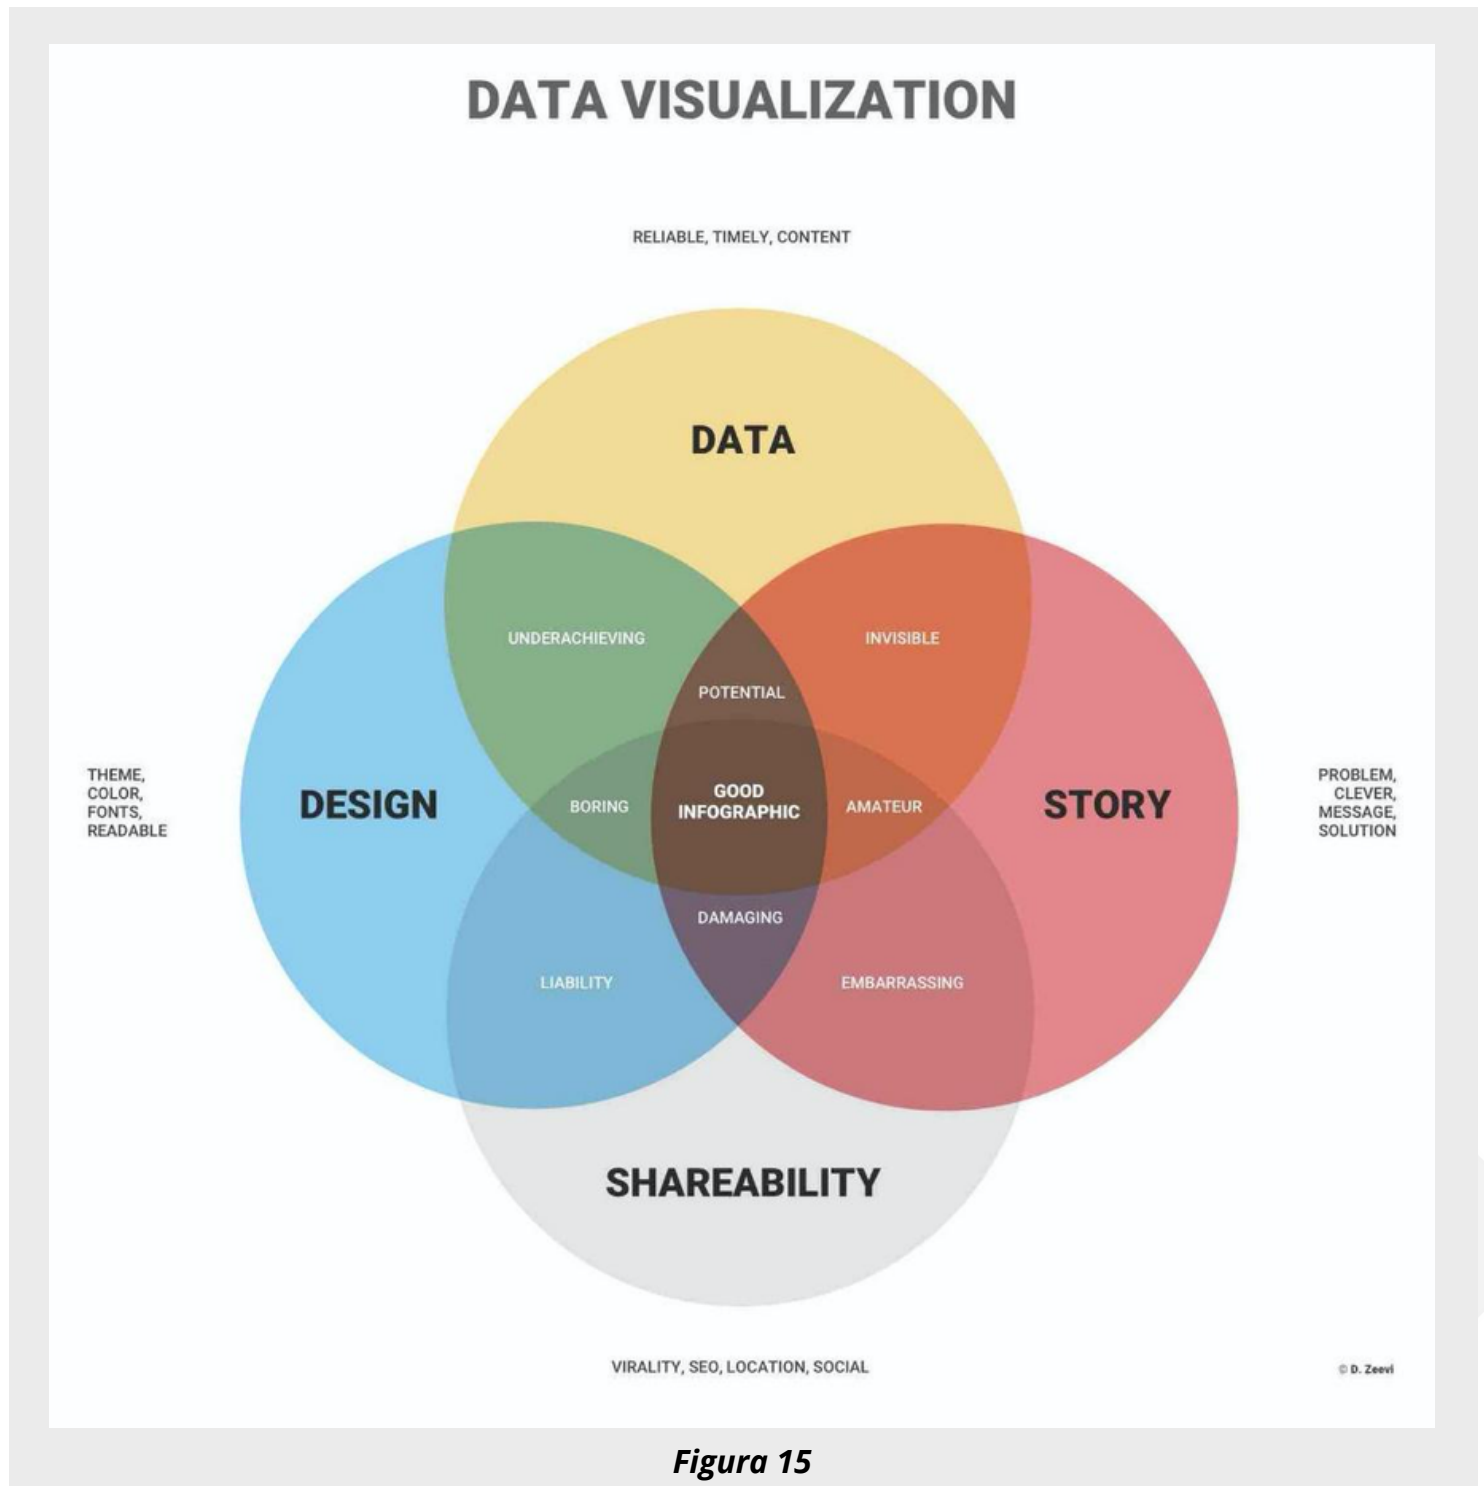 DATA VISUALIZATION
RELIABLE, TIMELY, CONTENT
DATA
UNDERACHIEVING
INVISIBLE
POTENTIAL
THEME,
COLOR,
FONTS,
READABLE
DESIGN
BORING
GOOD
INFOGRAPHIC
AMATEUR
STORY
PROBLEM,
CLEVER,
MESSAGE,
SOLUTION
DAMAGING
LIABILITY
EMBARRASSING
SHAREABILITY
VIRALITY, SEO, LOCATION, SOCIAL
© D. Zeevi
Figura 15